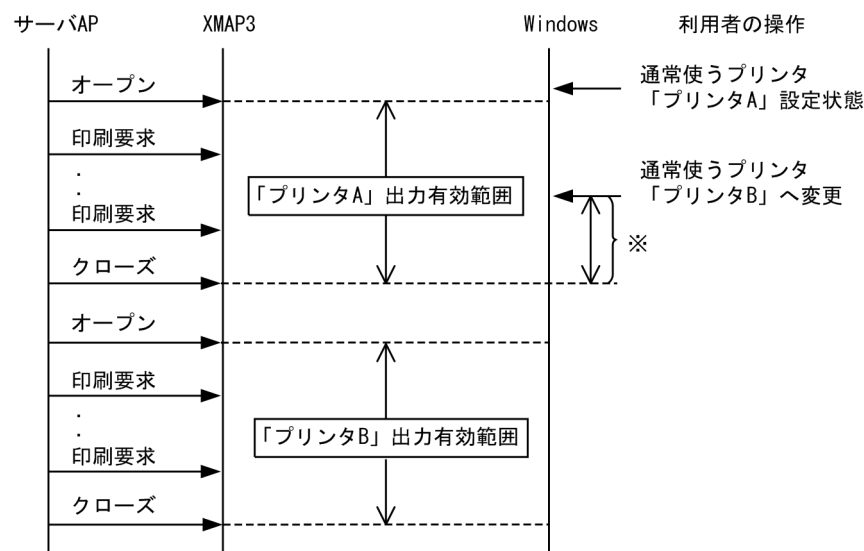 サーバAP
XMAP3
Windows
利用者の操作
オープン
通常使うプリンタ
「プリンタA」設定状態
印刷要求
:
「プリンタA」出力有効範囲
通常使うプリンタ
「プリンタB」へ変更
印刷要求
※
クローズ
オープン
印刷要求
:
「プリンタB」出力有効範囲
印刷要求
クローズ